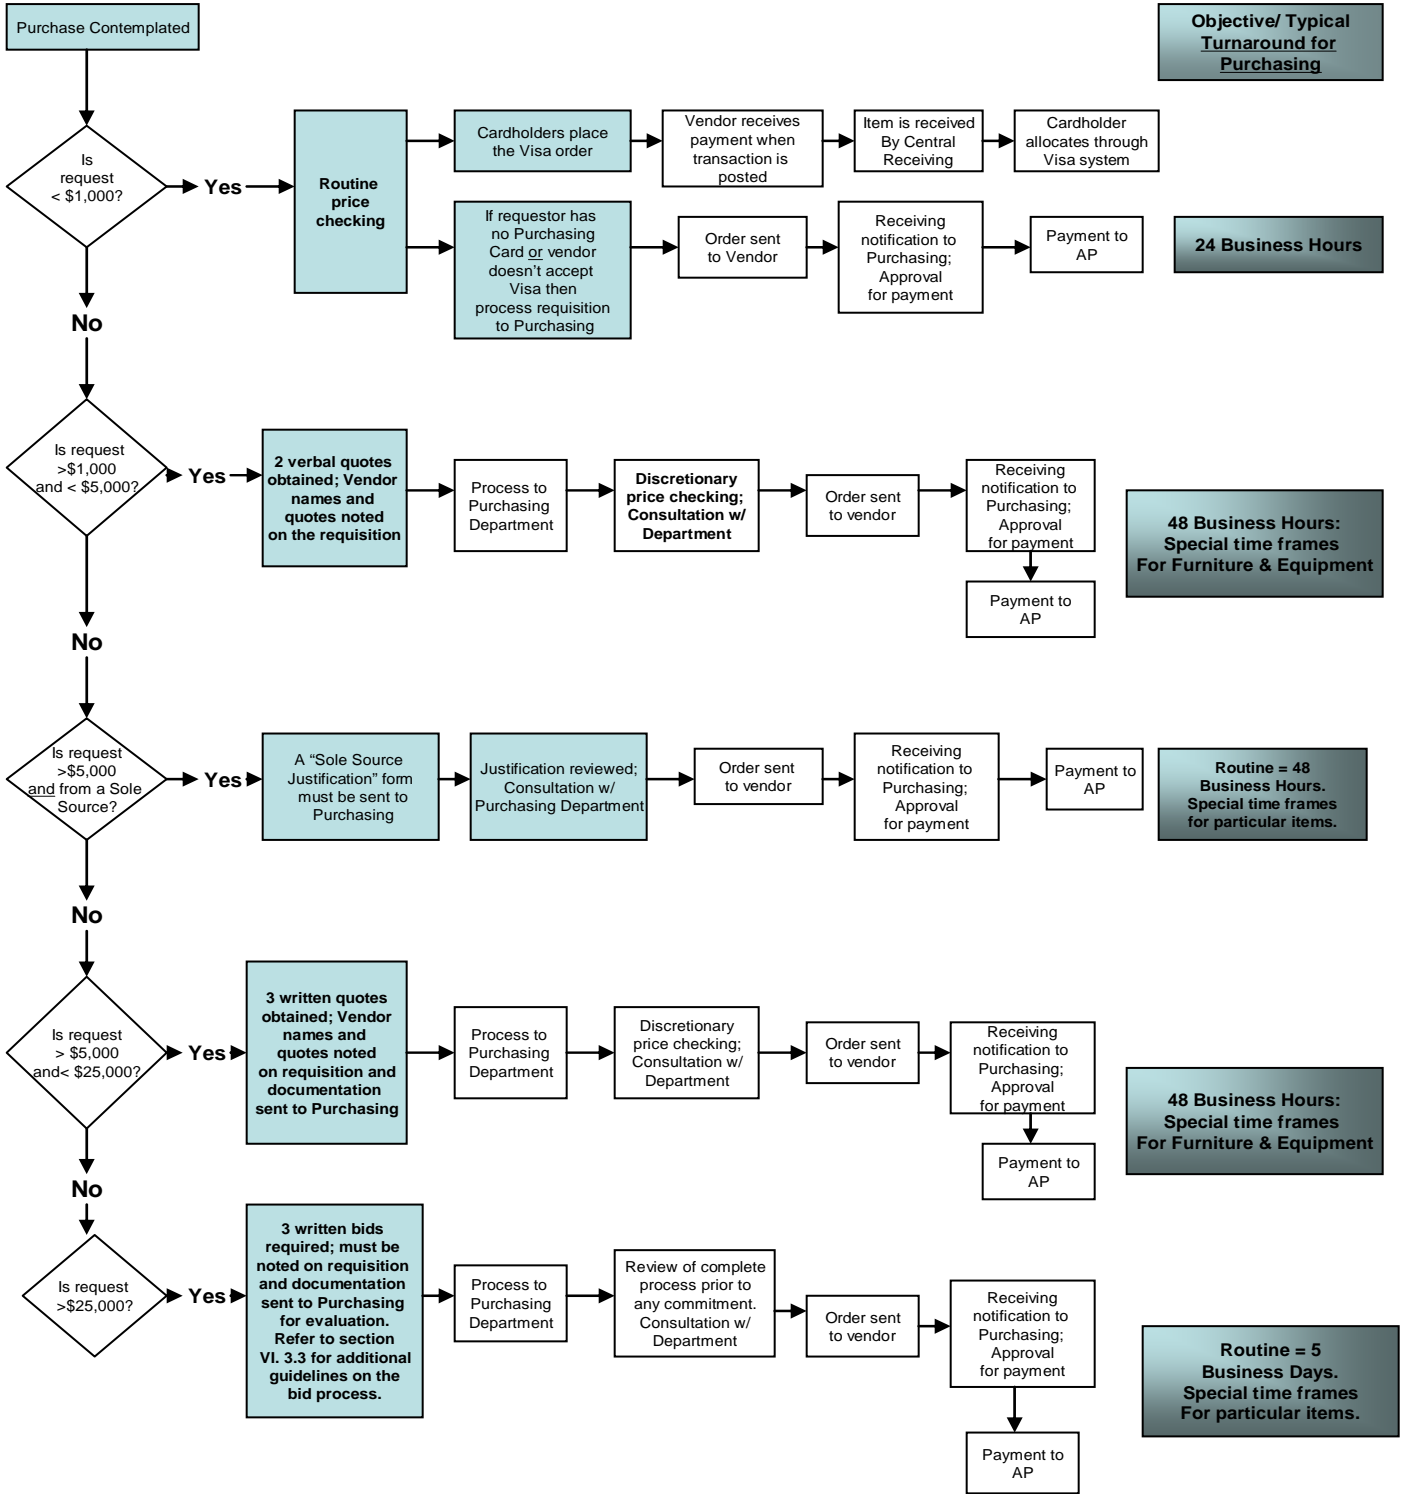 Purchase Contemplated
Objective/ Typical
Turnaround for
Purchasing
Is
request
< $1,000?
Yes
Routine
price
checking
Cardholders place
the Visa order
Vendor receives
payment when
transaction is
posted
Item is received
By Central
Receiving
Cardholder
allocates through
Visa system
If requestor has
no Purchasing
Card or vendor
doesn't accept
Visa then
process requisition
to Purchasing
Order sent
to Vendor
Receiving
notification to
Purchasing;
Approval
for payment
Payment to
AP
24 Business Hours
No
Is request
>$1,000
and < $5,000?
Yes
2 verbal quotes
obtained; Vendor
names and
quotes noted
on the requisition
Process to
Purchasing
Department
Discretionary
price checking;
Consultation w/
Department
Order sent
to vendor
Receiving
notification to
Purchasing;
Approval
for payment
Payment to
AP
48 Business Hours:
Special time frames
For Furniture & Equipment
No
Is request
>$5,000
and from a Sole
Source?
Yes
A “Sole Source
Justification” form
must be sent to
Purchasing
Justification reviewed;
Consultation w/
Purchasing Department
Order sent
to vendor
Receiving
notification to
Purchasing;
Approval
for payment
Payment to
AP
Routine = 48
Business Hours.
Special time frames
for particular items.
No
Is request
> $5,000
and< $25,000?
Yes
3 written quotes
obtained; Vendor
names and
quotes noted
on requisition and
documentation
sent to Purchasing
Process to
Purchasing
Department
Discretionary
price checking;
Consultation w/
Department
Order sent
to vendor
Receiving
notification to
Purchasing;
Approval
for payment
Payment to
AP
48 Business Hours:
Special time frames
For Furniture & Equipment
No
Is request
>$25,000?
Yes
3 written bids
required; must be
noted on requisition
and documentation
sent to Purchasing
for evaluation.
Refer to section
VI. 3.3 for additional
guidelines on the
bid process.
Process to
Purchasing
Department
Review of complete
process prior to
any commitment.
Consultation w/
Department
Order sent
to vendor
Receiving
notification to
Purchasing;
Approval
for payment
Payment to
AP
Routine = 5
Business Days.
Special time frames
For particular items.